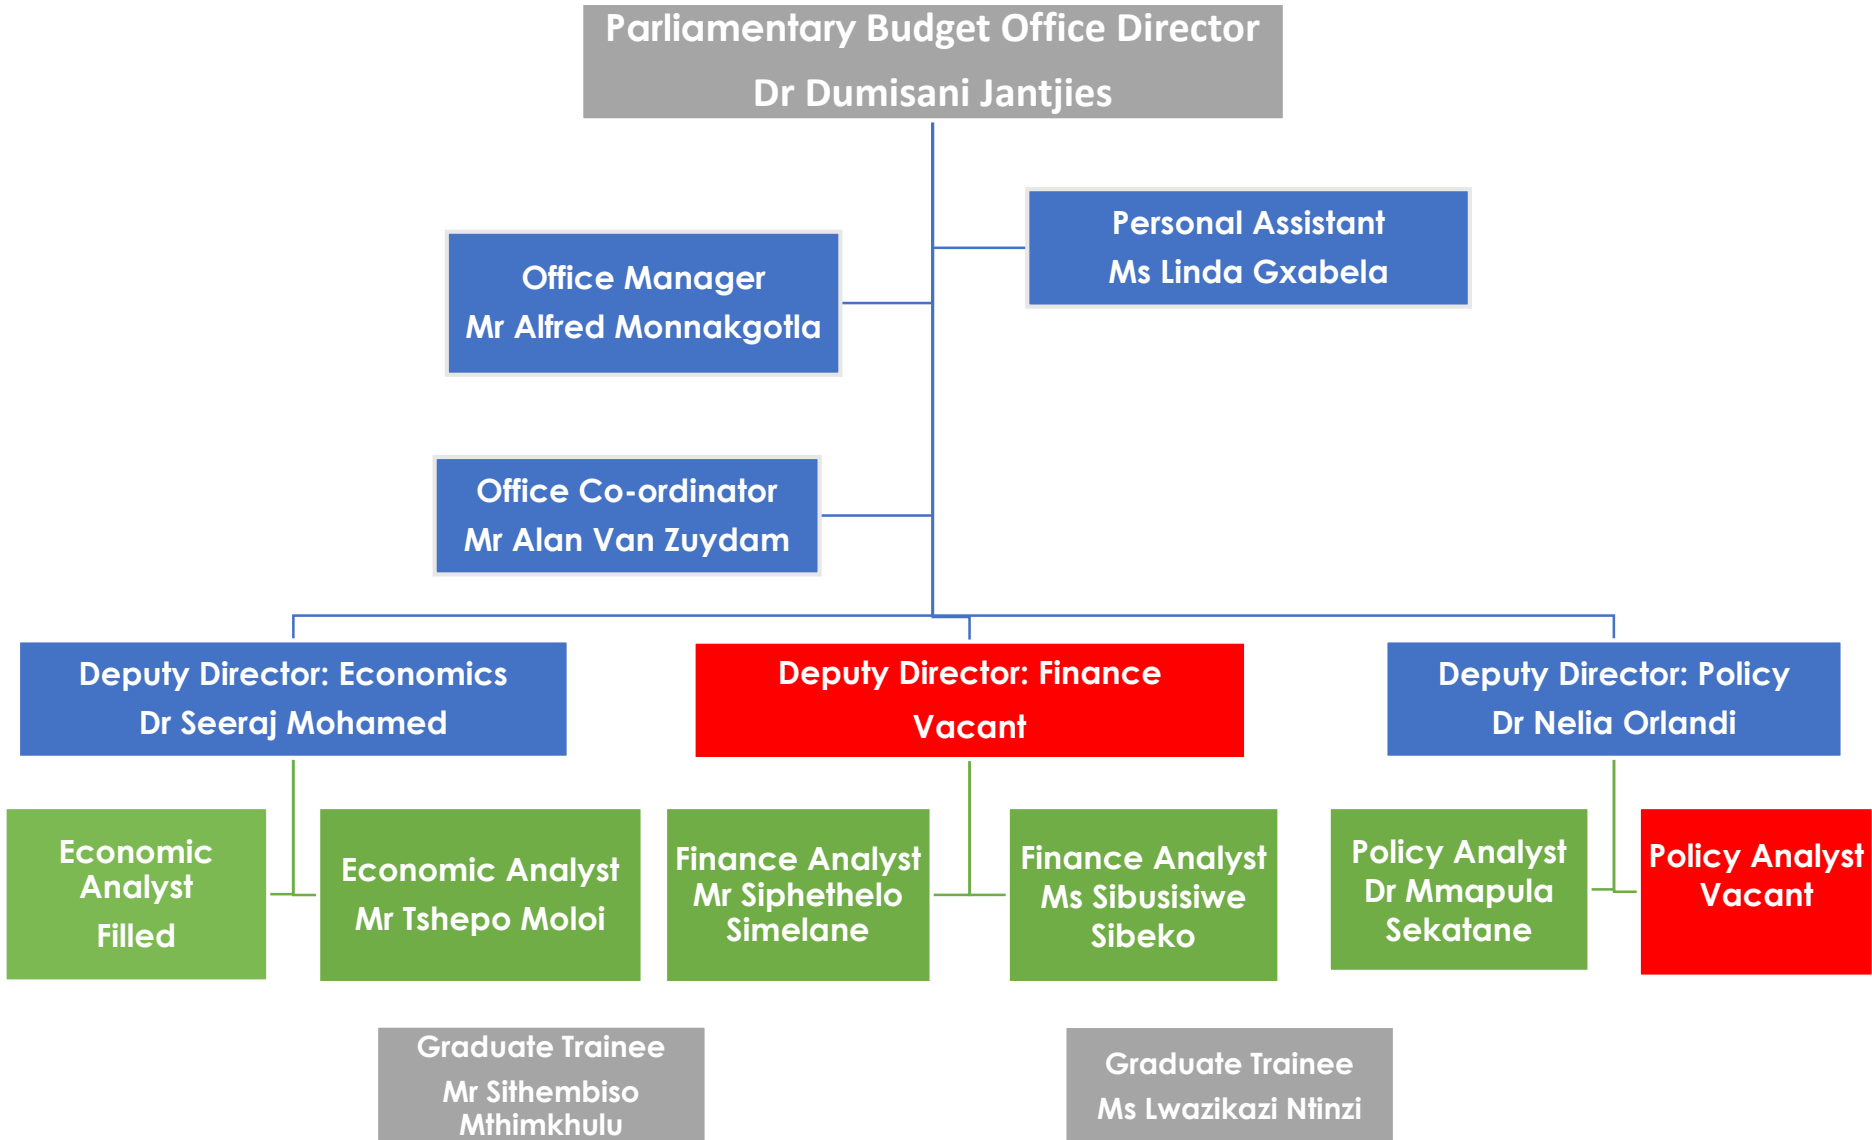 Parliamentary Budget Office Director
Dr Dumisani Jantjies
Personal Assistant
Ms Linda Gxabela
Office Manager
Mr Alfred Monnakgotla
Office Co-ordinator
Mr Alan Van Zuydam
Deputy Director: Economics
Dr Seeraj Mohamed
Deputy Director: Finance
Vacant
Deputy Director: Policy
Dr Nelia Orlandi
Economic
Analyst
Filled
Economic Analyst
Mr Tshepo Moloi
Finance Analyst
Mr Siphethelo
Simelane
Finance Analyst
Ms Sibusisiwe
Sibeko
Policy Analyst
Dr Mmapula
Sekatane
Policy Analyst
Vacant
Graduate Trainee
Mr Sithembiso
Mthimkhulu
Graduate Trainee
Ms Lwazikazi Ntinzi